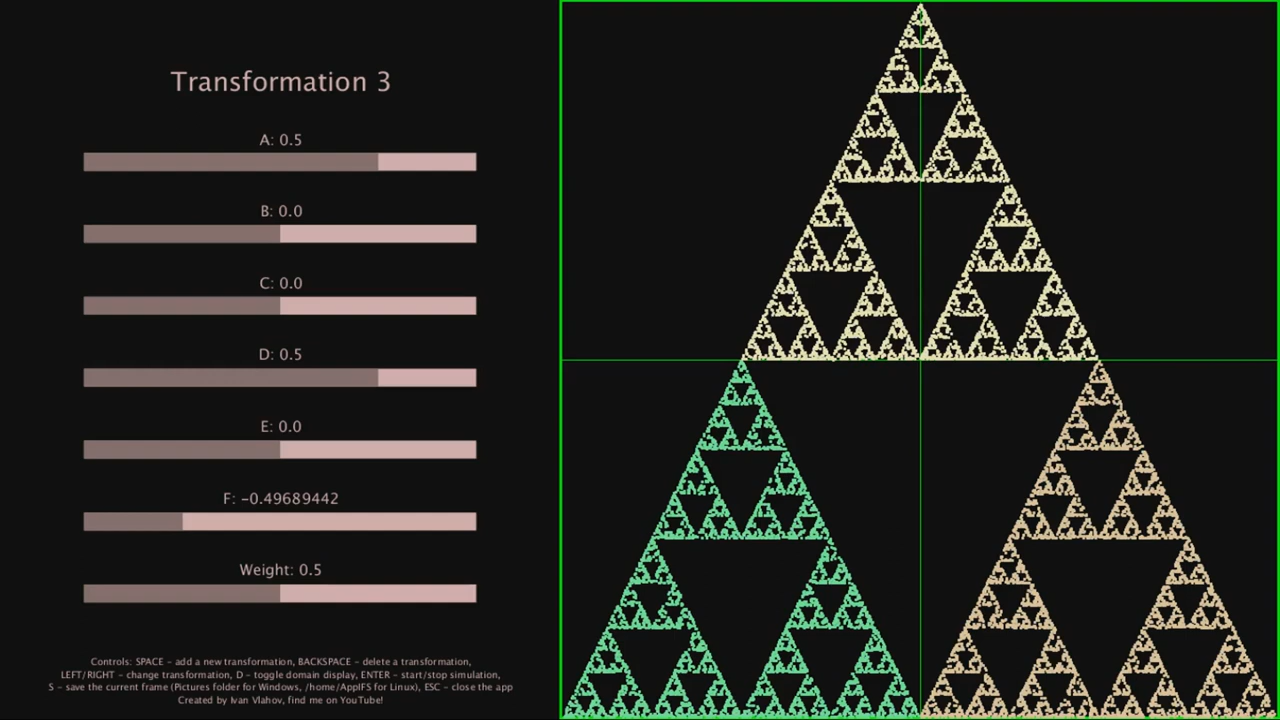 Transformation 3
A: 0.5
B: 0.0
C: 0.0
D: 0.5
E: 0.0
F: -0.49689442
Weight: 0.5
Controls: SPACE - add a new transformation, BACKSPACE - delete a transformation,
LEFT/RIGHT - change transformation, D - toggle domain display, ENTER - start/stop simulation,
S - save the current frame (Pictures folder for Windows, /home/AppIFS for Linux), ESC - close the app
Created by Ivan Vlahov, find me on YouTube!